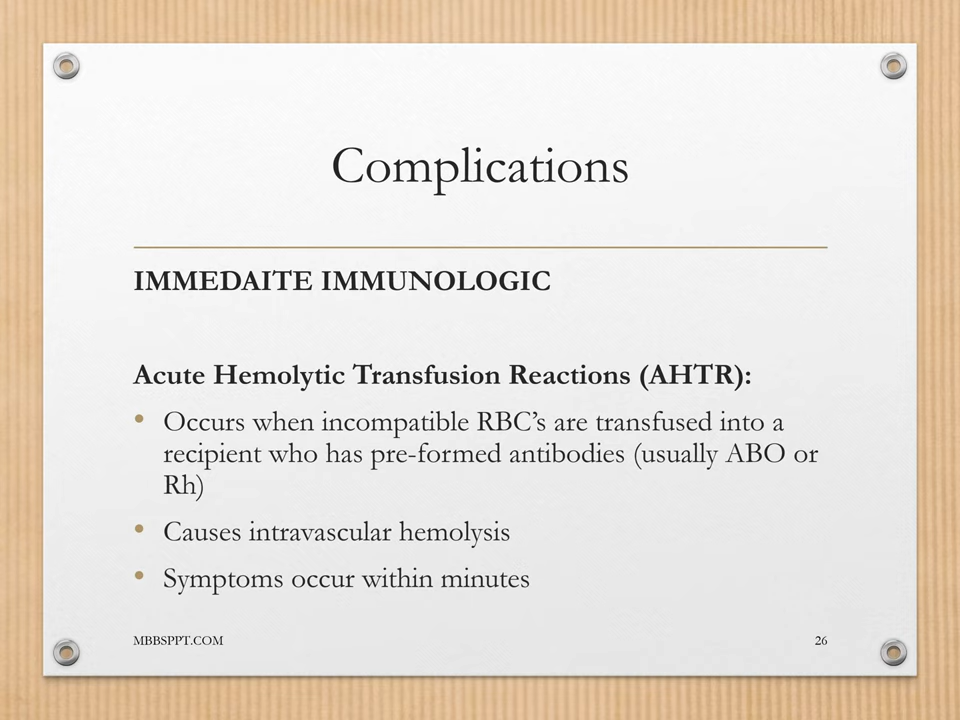 Complications
IMMEDAITE IMMUNOLOGIC
Acute Hemolytic Transfusion Reactions (AHTR):
• Occurs when incompatible RBC’s are transfused into a
recipient who has pre-formed antibodies (usually ABO or
Rh)
• Causes intravascular hemolysis
• Symptoms occur within minutes
MBBSPPT.COM
26